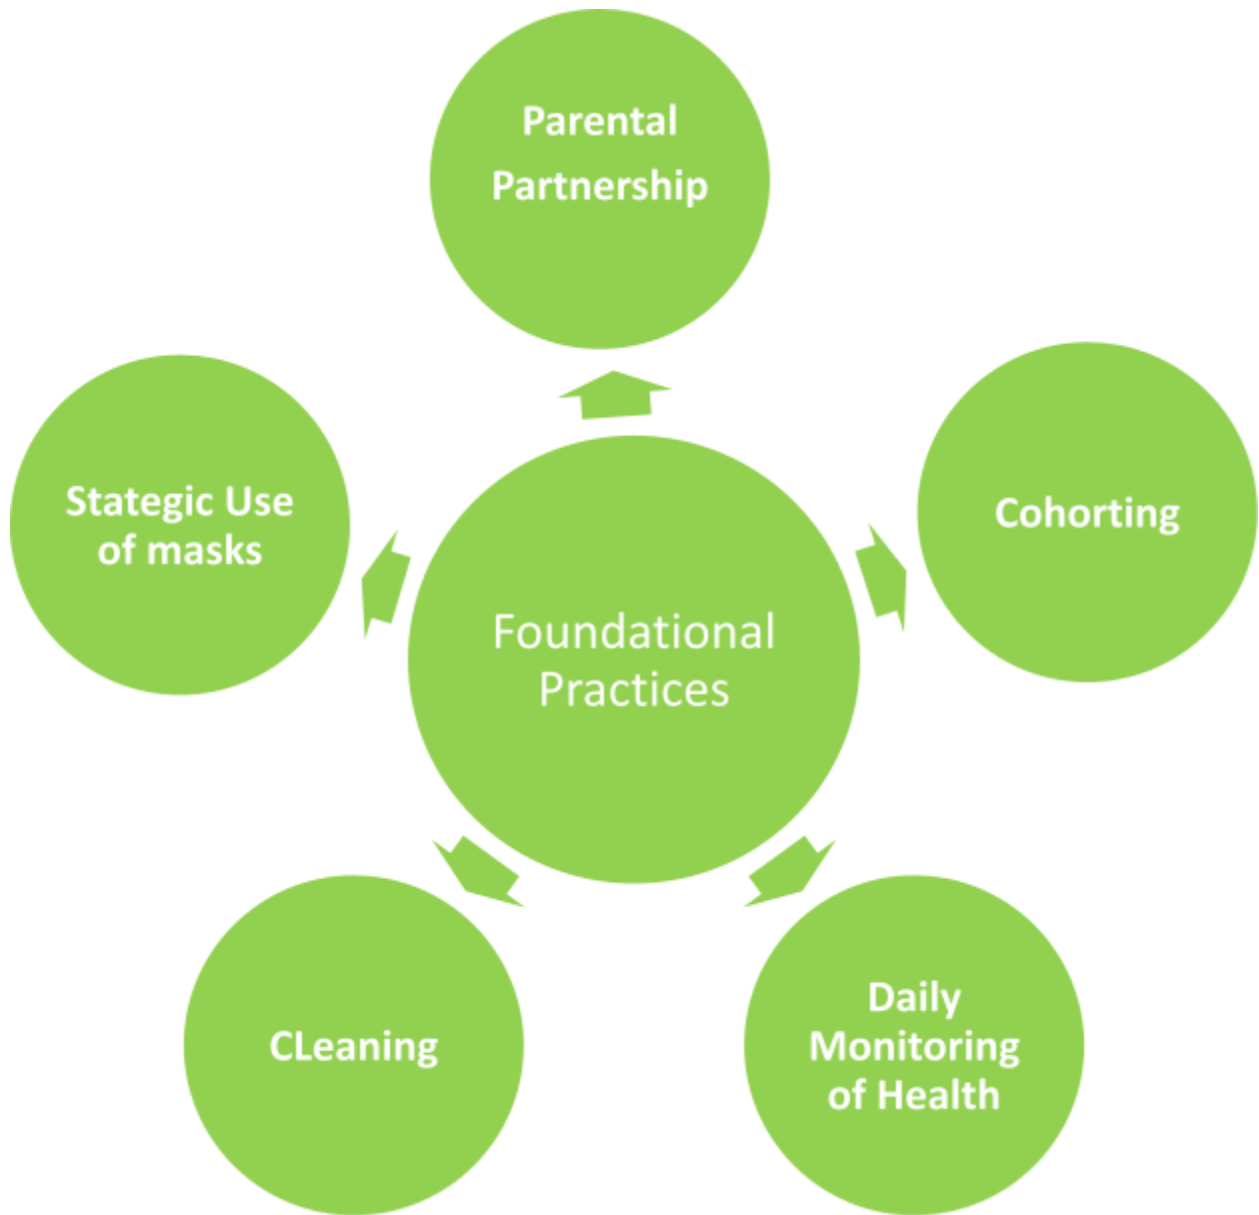 Parental
Partnership
Cohorting
Stategic Use
of masks
Foundational
Practices
Daily
Monitoring
of Health
CLeaning